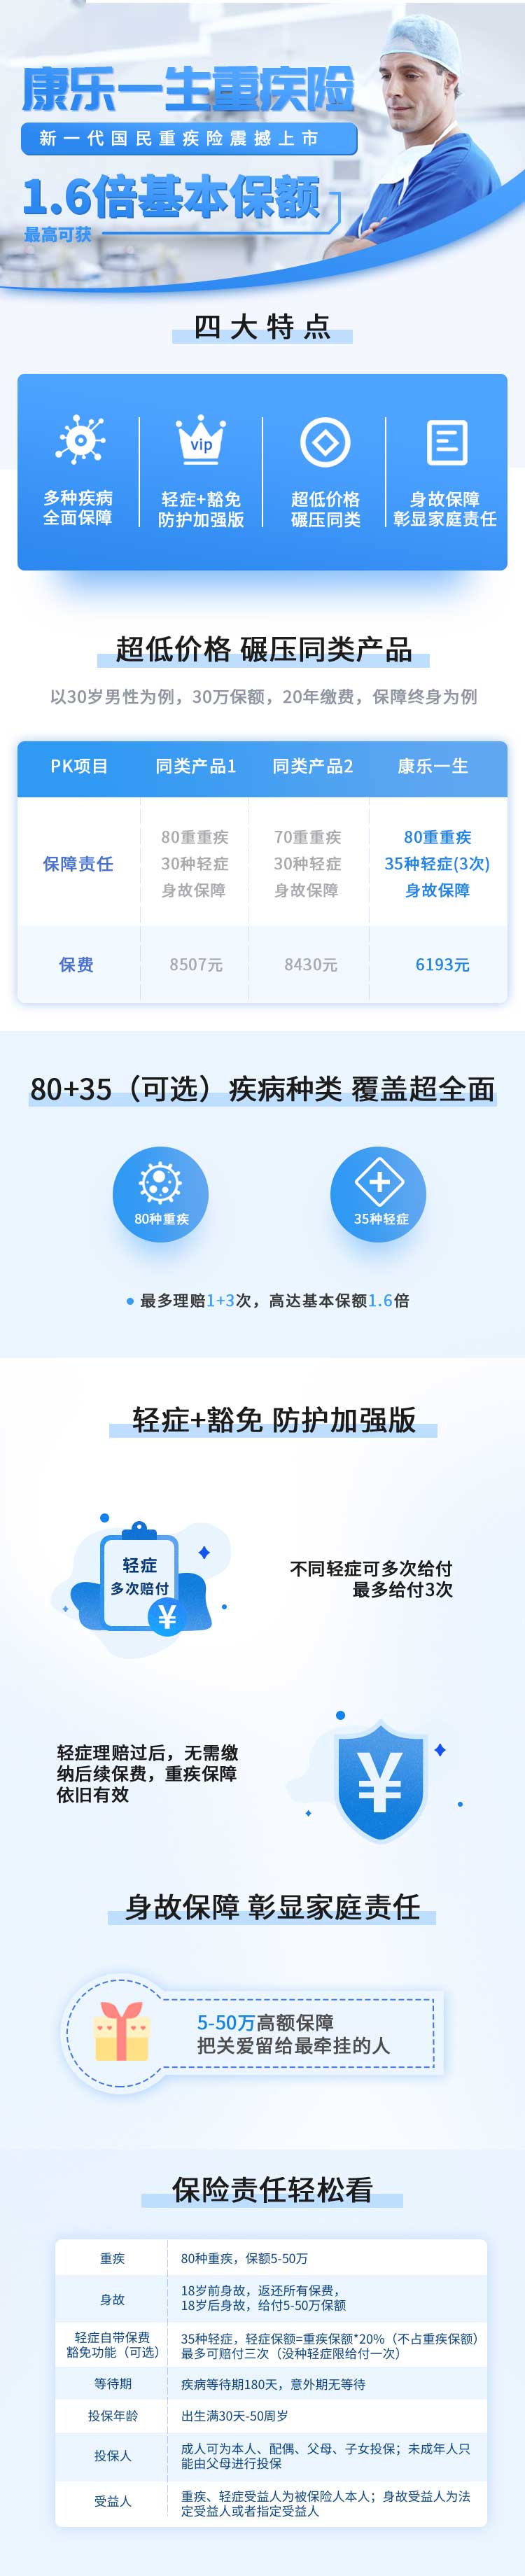 康乐一生重疾险
新一代国民重疾险震撼上市
1.6倍基本保额
最高可获
四大特点
vip
多种疾病
全面保障
轻症+豁免
防护加强版
超低价格
碾压同类
身故保障
彰显家庭责任
超低价格 碾压同类产品
以30岁男性为例，30万保额，20年缴费，保障终身为例
PK项目 同类产品1 同类产品2 康乐一生
80重重疾 70重重疾 80重重疾
保障责任 30种轻症 30种轻症 35种轻症(3次)
身故保障 身故保障 身故保障
保费 8507元 8430元 6193元
80+35（可选）疾病种类 覆盖超全面
80种重疾 35种轻症
最多理赔1+3次，高达基本保额1.6倍
轻症+豁免 防护加强版
轻症
多次赔付
¥
不同轻症可多次给付
最多给付3次
轻症理赔过后，无需缴
纳后续保费，重疾保障
依旧有效
¥
身故保障 彰显家庭责任
5-50万高额保障
把关爱留给最牵挂的人
保险责任轻松看
重疾 80种重疾，保额5-50万
身故
18岁前身故，返还所有保费，
18岁后身故，给付5-50万保额
轻症自带保费
豁免功能（可选）
35种轻症，轻症保额=重疾保额*20%（不占重疾保额）
最多可赔付三次（没种轻症限给付一次）
等待期 疾病等待期180天，意外期无等待
投保年龄 出生满30天-50周岁
投保人
成人可为本人、配偶、父母、子女投保；未成年人只
能由父母进行投保
受益人
重疾、轻症受益人为被保险人本人；身故受益人为法
定受益人或者指定受益人